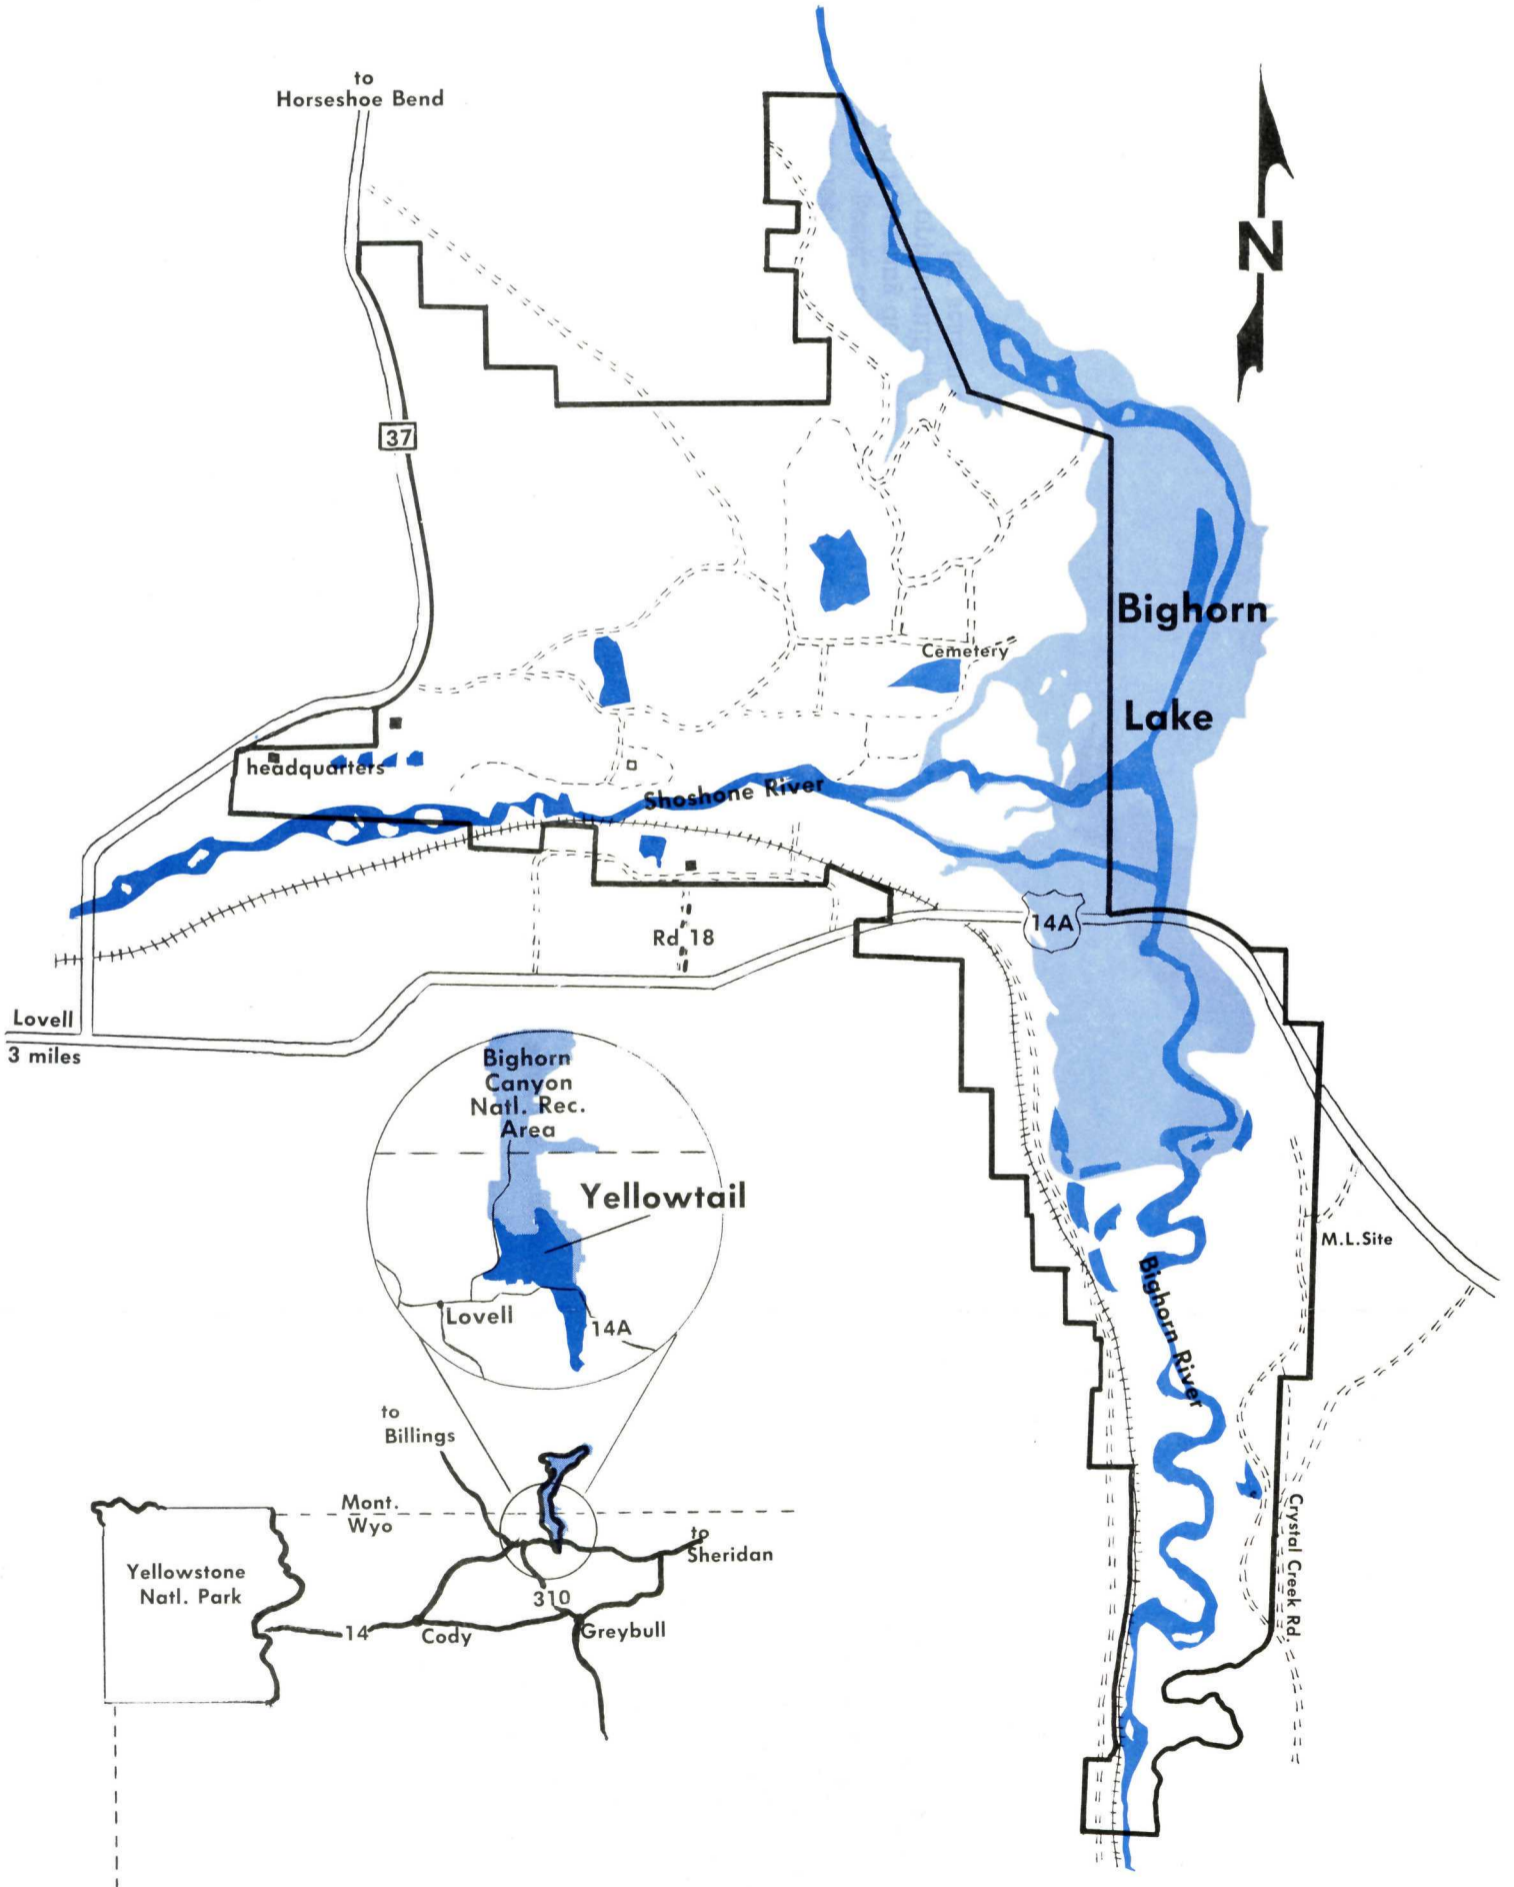 to
Horseshoe Bend
N
37
Bighorn
Lake
Cemetery
headquarters
Shoshone River
14A
Rd 18
Lovell
3 miles
Bighorn
Canyon
Natl. Rec.
Area
Yellowtail
Lovell
14A
M.L.Site
Bighorn River
Crystal Creek Rd.
to
Billings
Mont.
Wyo
to
Sheridan
Yellowstone
Natl. Park
310
14
Cody
Greybull